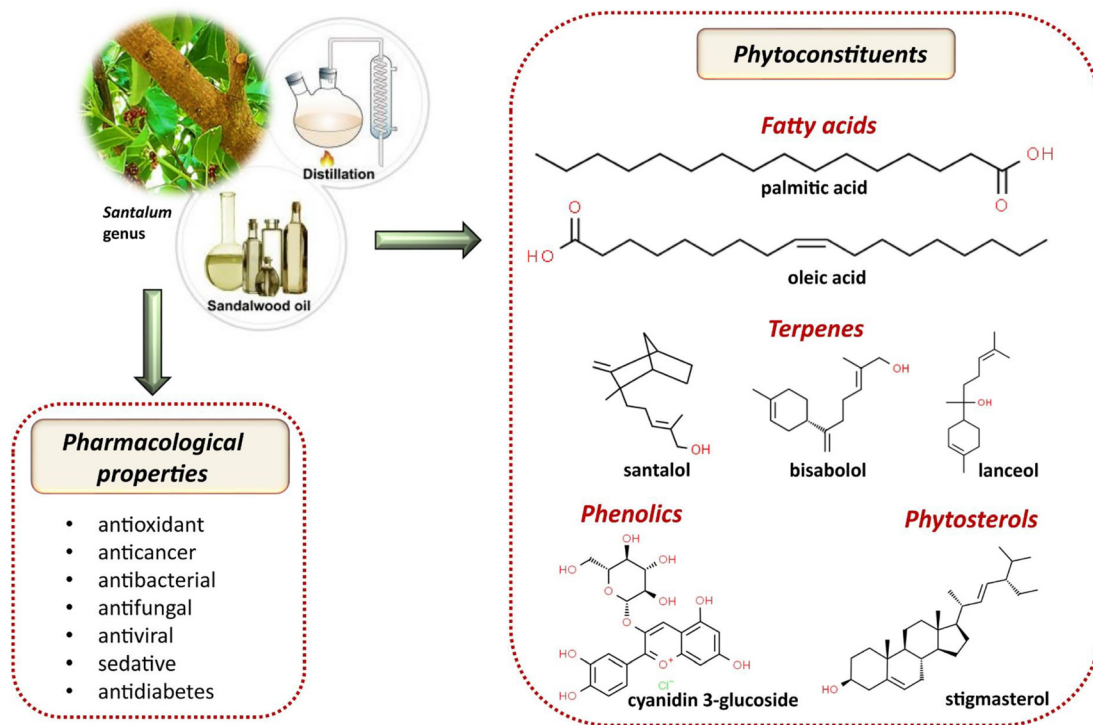 Distillation
Santalum
genus
Sandalwood oil
Pharmacological
properties
• antioxidant
• anticancer
• antibacterial
• antifungal
• antiviral
• sedative
• antidiabetes
Phytoconstituents
Fatty acids
OH
O
palmitic acid
O
HO
oleic acid
Terpenes
OH
santalol
OH
bisabolol
OH
lanceol
Phenolics
OH
HO
OH
O
OH
O
OH
HO
O+
OH
HO
OH
Cl−
cyanidin 3-glucoside
Phytosterols
HO
stigmasterol